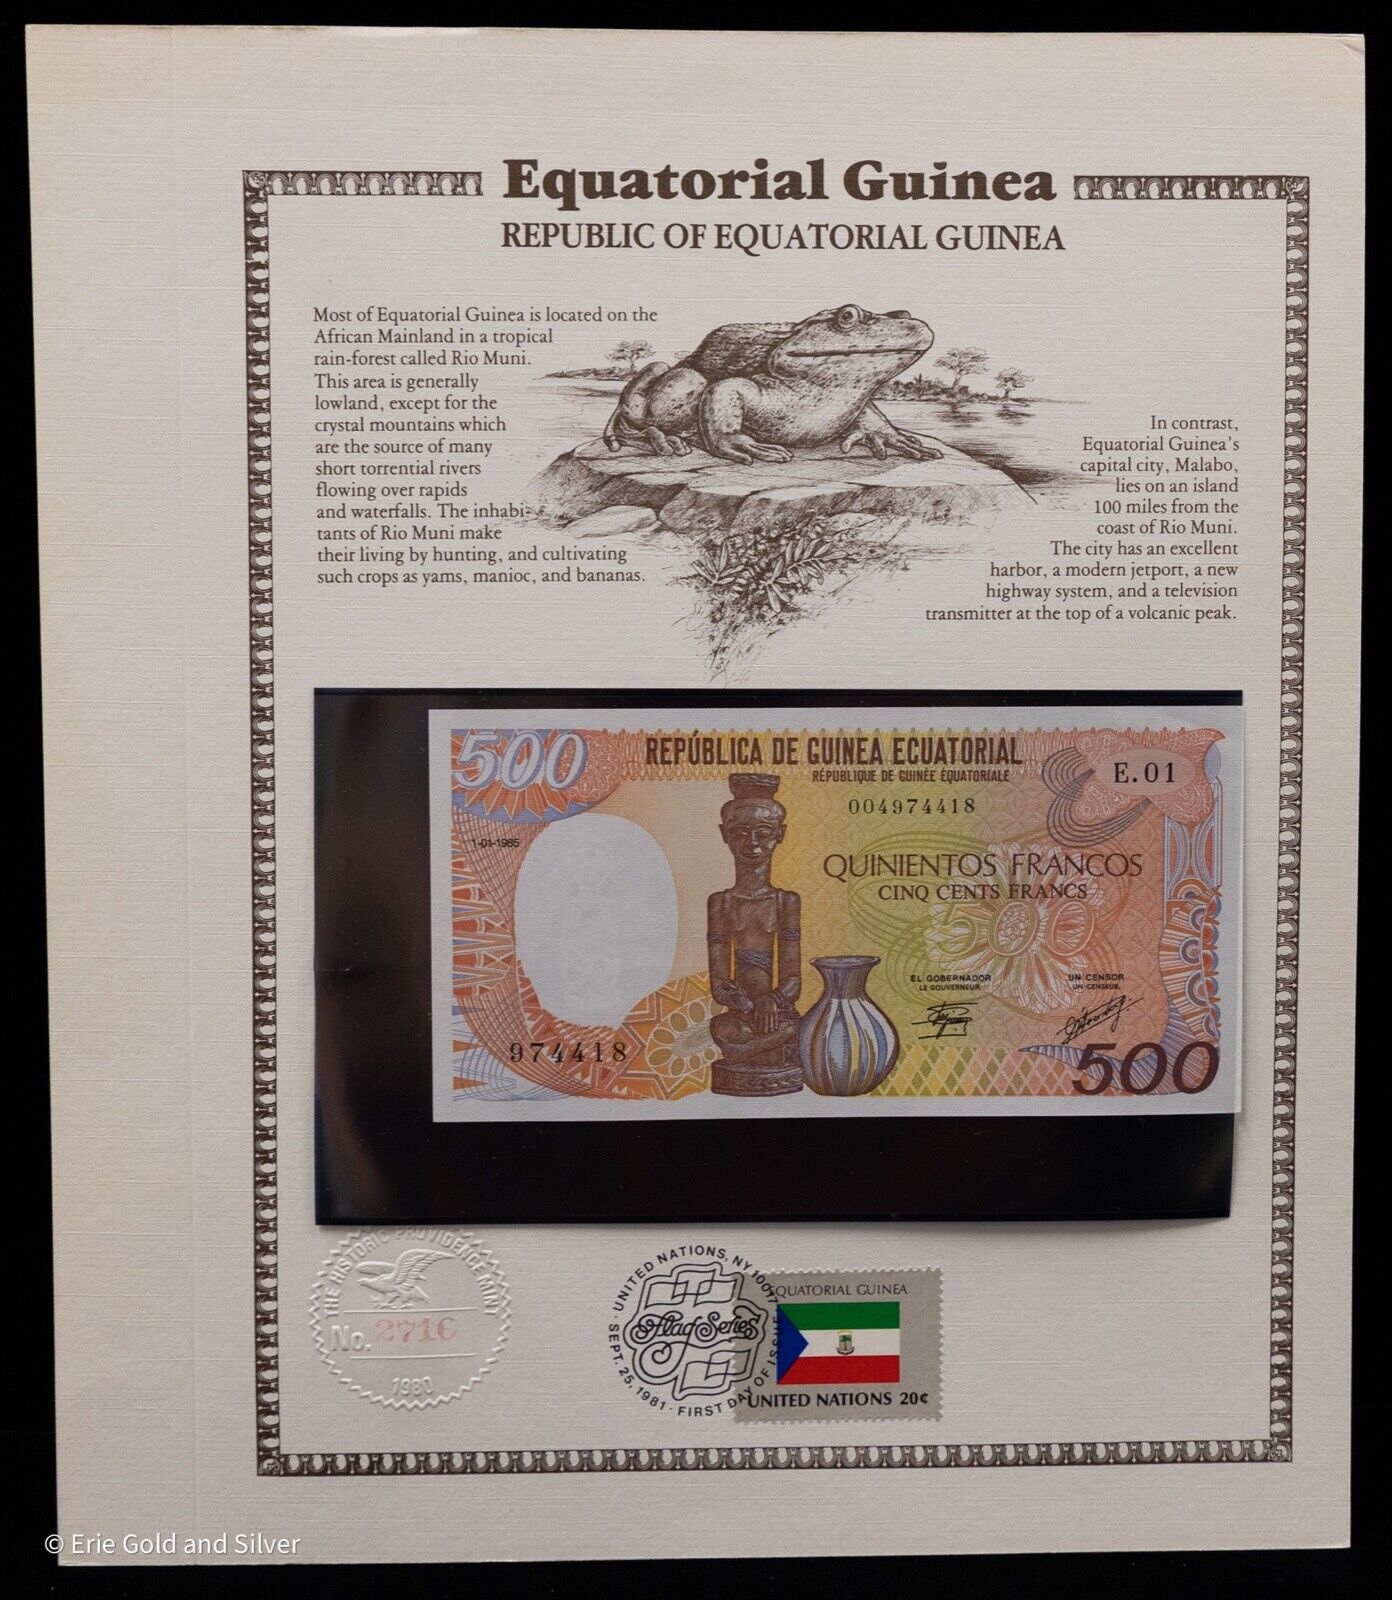 Equatorial Guinea
REPUBLIC OF EQUATORIAL GUINEA
Most of Equatorial Guinea is located on the
African Mainland in a tropical
rain-forest called Rio Muni.
This area is generally
lowland, except for the
crystal mountains which
are the source of many
short torrential rivers
flowing over rapids
and waterfalls. The inhabi-
tants of Rio Muni make
their living by hunting, and cultivating
such crops as yams, manioc, and bananas.
In contrast,
Equatorial Guinea's
capital city, Malabo,
lies on an island
100 miles from the
coast of Rio Muni.
The city has an excellent
harbor, a modern jetport, a new
highway system, and a television
transmitter at the top of a volcanic peak.
500
REPÚBLICA DE GUINEA ECUATORIAL
RÉPUBLIQUE DE GUINÉE ÉQUATORIALE
E.01
004974418
1-01-1985
QUINIENTOS FRANCOS
CINQ CENTS FRANCS
500
EL GOBERNADOR
LE GOUVERNEUR,
UN CENSOR
UN CENSEUR,
974418
500
THE HISTORIC PROVIDENCE MINT
No. 2716
1980
UNITED NATIONS, NY 10017
Flag Series
SEPT. 25, 1981 · FIRST DAY OF ISSUE
EQUATORIAL GUINEA
UNITED NATIONS 20¢
© Erie Gold and Silver